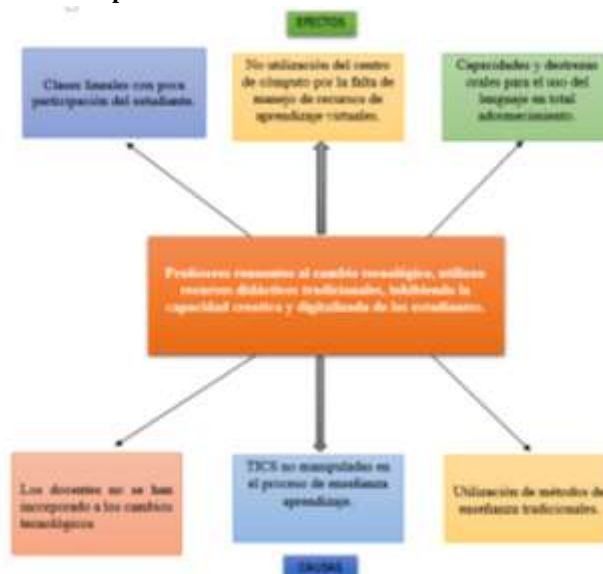 EFECTOS
Clases lineales con poca
participación del estudiante.
No utilización del centro
de cómputo por la falta de
manejo de recursos de
aprendizaje virtuales.
Capacidades y destrezas
orales para el uso del
lenguaje en total
adormecimiento.
Profesores renuentes al cambio tecnológico, utilizan
recursos didácticos tradicionales, inhibiendo la
capacidad creativa y digitalizada de los estudiantes.
Los docentes no se han
incorporado a los cambios
tecnológicos
TICS no manipuladas en
el proceso de enseñanza
aprendizaje.
Utilización de métodos de
enseñanza tradicionales.
CAUSAS